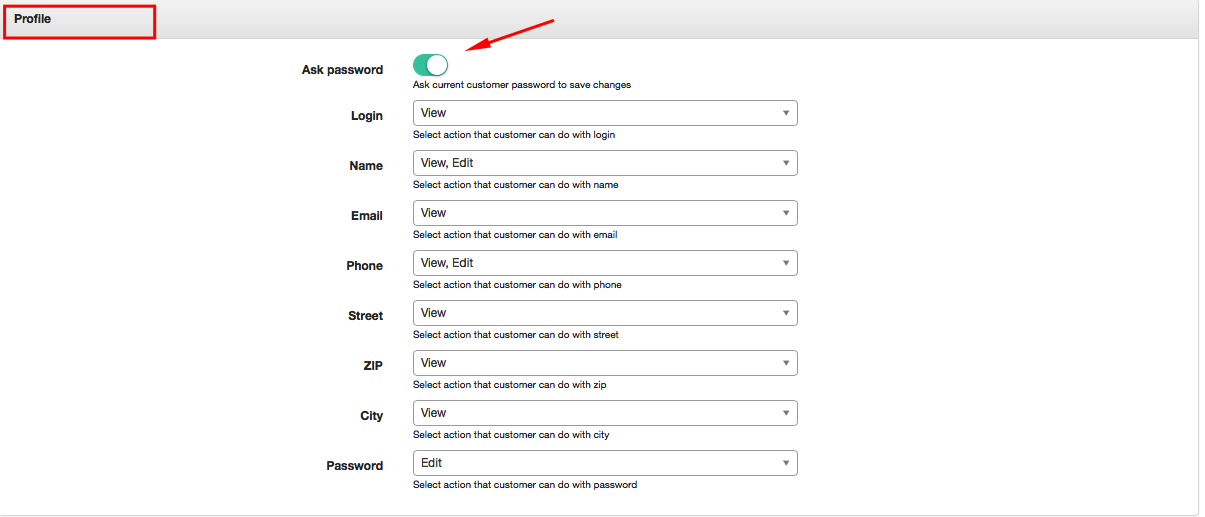 Profile
Ask password
Ask current customer password to save changes
Login View
Select action that customer can do with login
Name View, Edit
Select action that customer can do with name
Email View
Select action that customer can do with email
Phone View, Edit
Select action that customer can do with phone
Street View
Select action that customer can do with street
ZIP View
Select action that customer can do with zip
City View
Select action that customer can do with city
Password Edit
Select action that customer can do with password